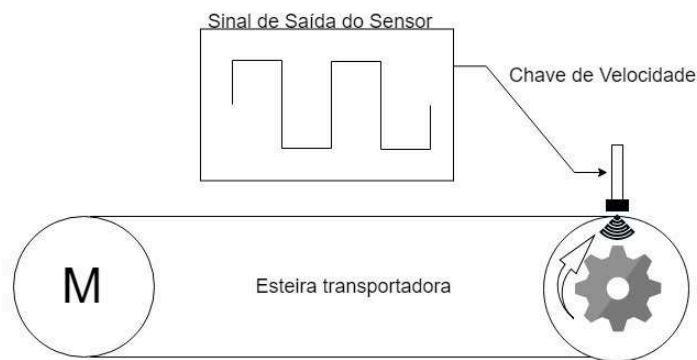 Sinal de Saída do Sensor
Chave de Velocidade
M
Esteira transportadora